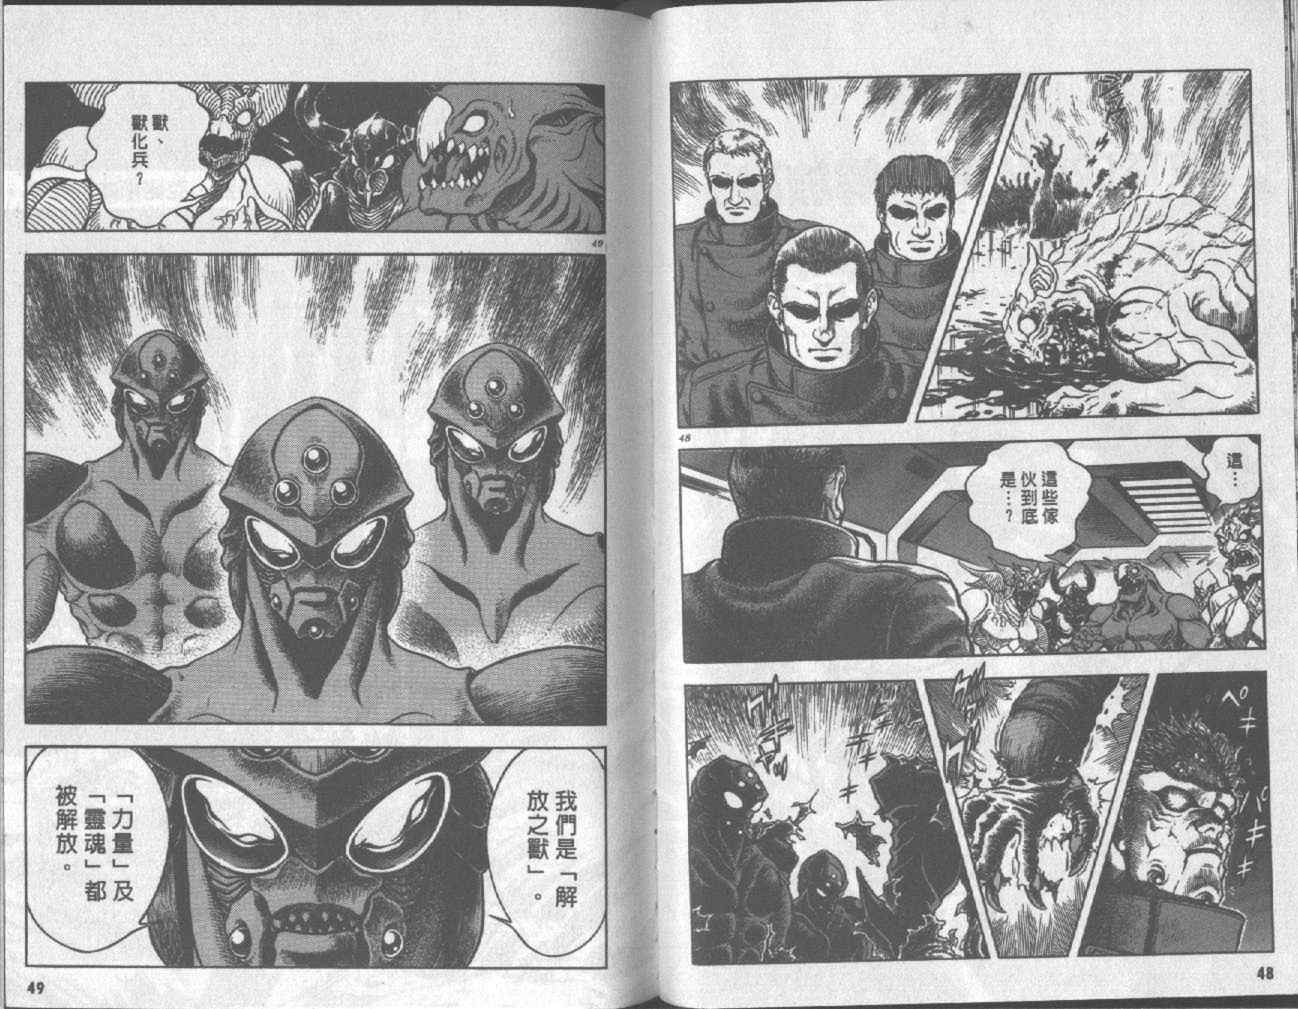 48
這…
這些傢
伙到底
是…？
ペ
キ
パ
キ
キ
48
49
獸、
獸化兵？
我們是「解
放之獸」。
「力量」及
「靈魂」都
被解放。
49